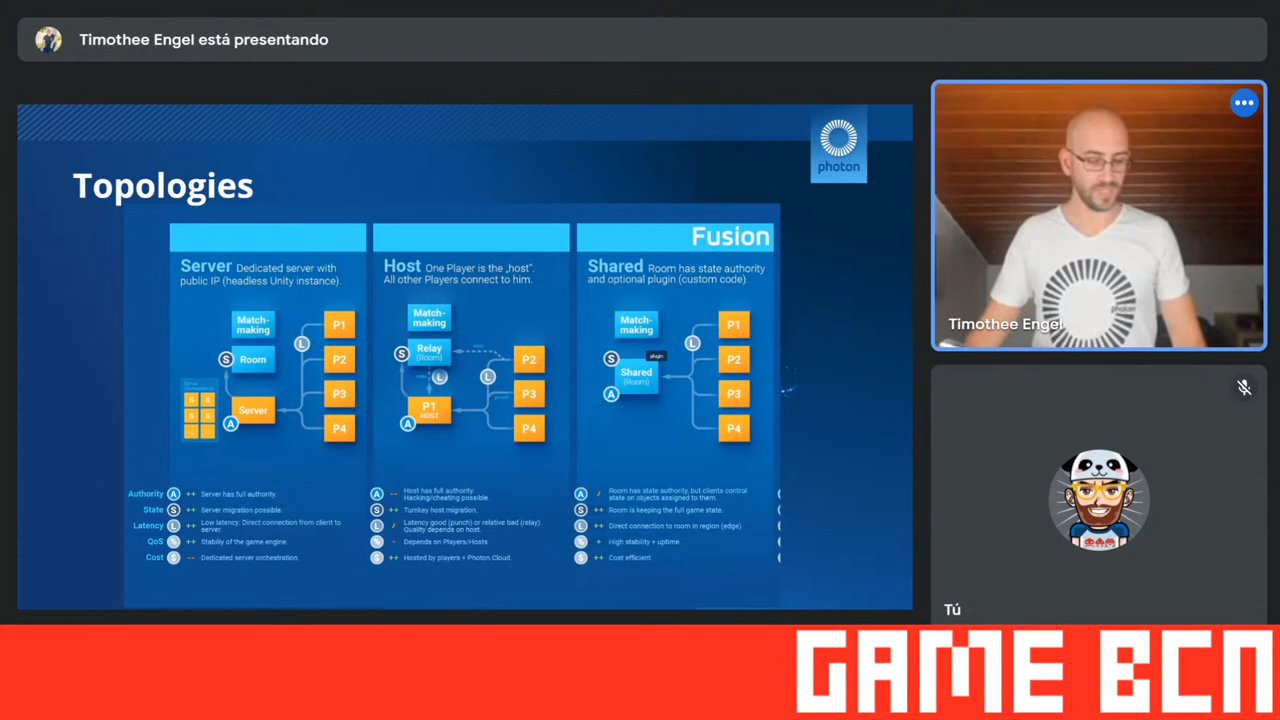 Timothee Engel está presentando
photon
Topologies
Fusion
Server Dedicated server with
public IP (headless Unity instance).
Match-
making
S
Room
L
P1
P2
P3
P4
Server
A
Host One Player is the „host".
All other Players connect to him.
Match-
making
S
Relay
(Room)
L
L
P1
HOST
A
P2
P3
P4
Shared Room has state authority
and optional plugin (custom code).
Match-
making
plugin
S
Shared
(Room)
A
L
P1
P2
P3
P4
Authority A ++ Server has full authority.
State S ++ Server migration possible.
Latency L ++ Low latency: Direct connection from client to
server.
QoS % ++ Stabiliy of the game engine.
Cost S -- Dedicated server orchestration.
A -- Host has full authority.
Hacking/cheating possible.
S ++ Turnkey host migration.
L / Latency good (punch) or relative bad (relay).
Quality depends on host.
% - Depends on Players/Hosts
S ++ Hosted by players + Photon Cloud.
A / Room has state authority, but clients control
state on objects assigned to them.
S ++ Room is keeping the full game state.
L ++ Direct connection to room in region (edge).
% + High stability + uptime.
S ++ Cost efficient.
photon
Timothee Engel
Tú
GAME BCN